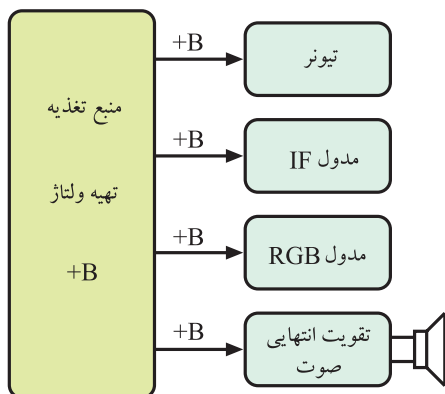 منبع تغذیه
تهیه ولتاژ
+B
+B
تیونر
+B
مدول IF
+B
مدول RGB
+B
تقویت انتهایی
صوت